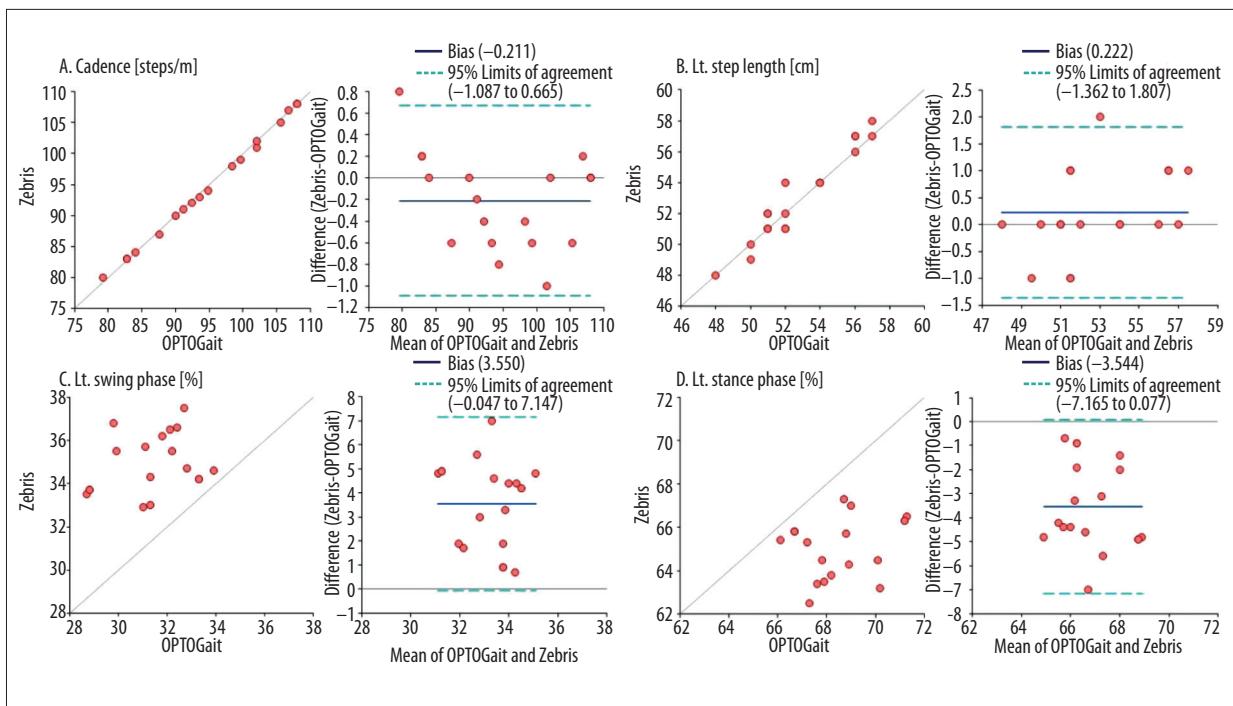 A. Cadence [steps/m]
110
105
100
95
90
85
80
75
Zebris
75 80 85 90 95 100 105 110
OPTOGait
Bias (−0.211)
95% Limits of agreement
(−1.087 to 0.665)
0.8
0.6
0.4
0.2
0.0
−0.2
−0.4
−0.6
−0.8
−1.0
−1.2
Difference (Zebris-OPTOGait)
75 80 85 90 95 100 105 110
Mean of OPTOGait and Zebris
B. Lt. step length [cm]
60
58
56
54
52
50
48
46
Zebris
46 48 50 52 54 56 58 60
OPTOGait
Bias (0.222)
95% Limits of agreement
(−1.362 to 1.807)
2.5
2.0
1.5
1.0
0.5
0.0
−0.5
−1.0
−1.5
Difference (Zebris-OPTOGait)
47 49 51 53 55 57 59
Mean of OPTOGait and Zebris
C. Lt. swing phase [%]
38
36
34
32
30
28
Zebris
28 30 32 34 36 38
OPTOGait
Bias (3.550)
95% Limits of agreement
(−0.047 to 7.147)
8
7
6
5
4
3
2
1
0
−1
Difference (Zebris-OPTOGait)
28 30 32 34 36 38
Mean of OPTOGait and Zebris
D. Lt. stance phase [%]
72
70
68
66
64
62
Zebris
62 64 66 68 70 72
OPTOGait
Bias (−3.544)
95% Limits of agreement
(−7.165 to 0.077)
1
0
−1
−2
−3
−4
−5
−6
−7
−8
Difference (Zebris-OPTOGait)
62 64 66 68 70 72
Mean of OPTOGait and Zebris